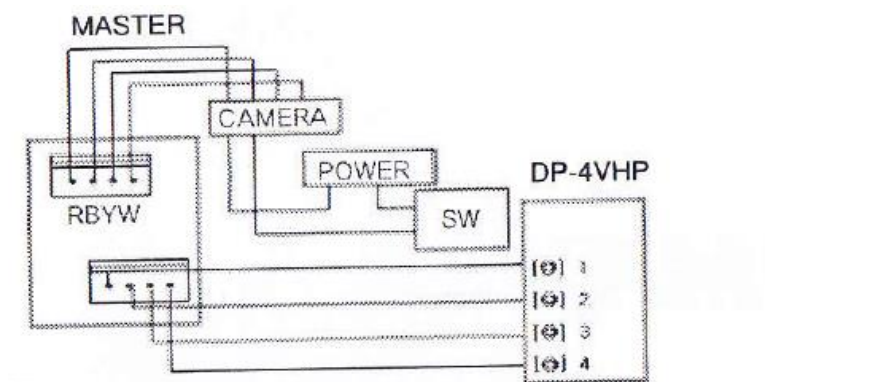 MASTER
CAMERA
POWER
DP-4VHP
RBYW
SW
1
2
3
4